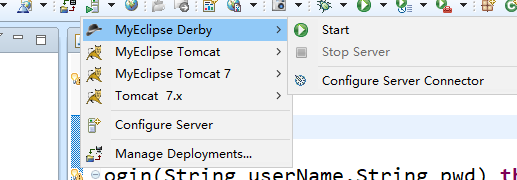 MyEclipse Derby
MyEclipse Tomcat
MyEclipse Tomcat 7
Tomcat 7.x
Configure Server
Manage Deployments...
Start
Stop Server
Configure Server Connector
ogin(String userName,String pwd) th